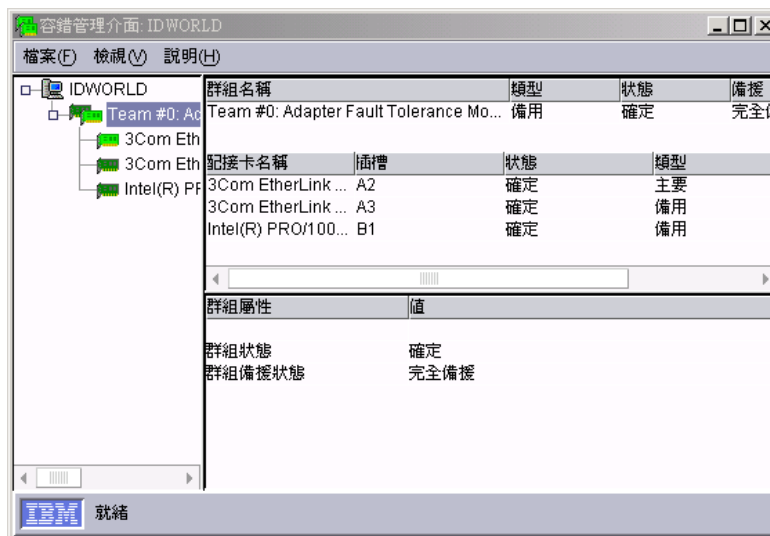 容錯管理介面: IDWORLD
檔案(F) 檢視(V) 說明(H)
IDWORLD
Team #0: Ad
3Com Eth
3Com Eth
Intel(R) PR
群組名稱 類型 狀態 備援
Team #0: Adapter Fault Tolerance Mo... 備用 確定 完全
配接卡名稱 插槽 狀態 類型
3Com EtherLink ... A2 確定 主要
3Com EtherLink ... A3 確定 備用
Intel(R) PRO/100... B1 確定 備用
群組屬性 值
群組狀態 確定
群組備援狀態 完全備援
IBM 就緒